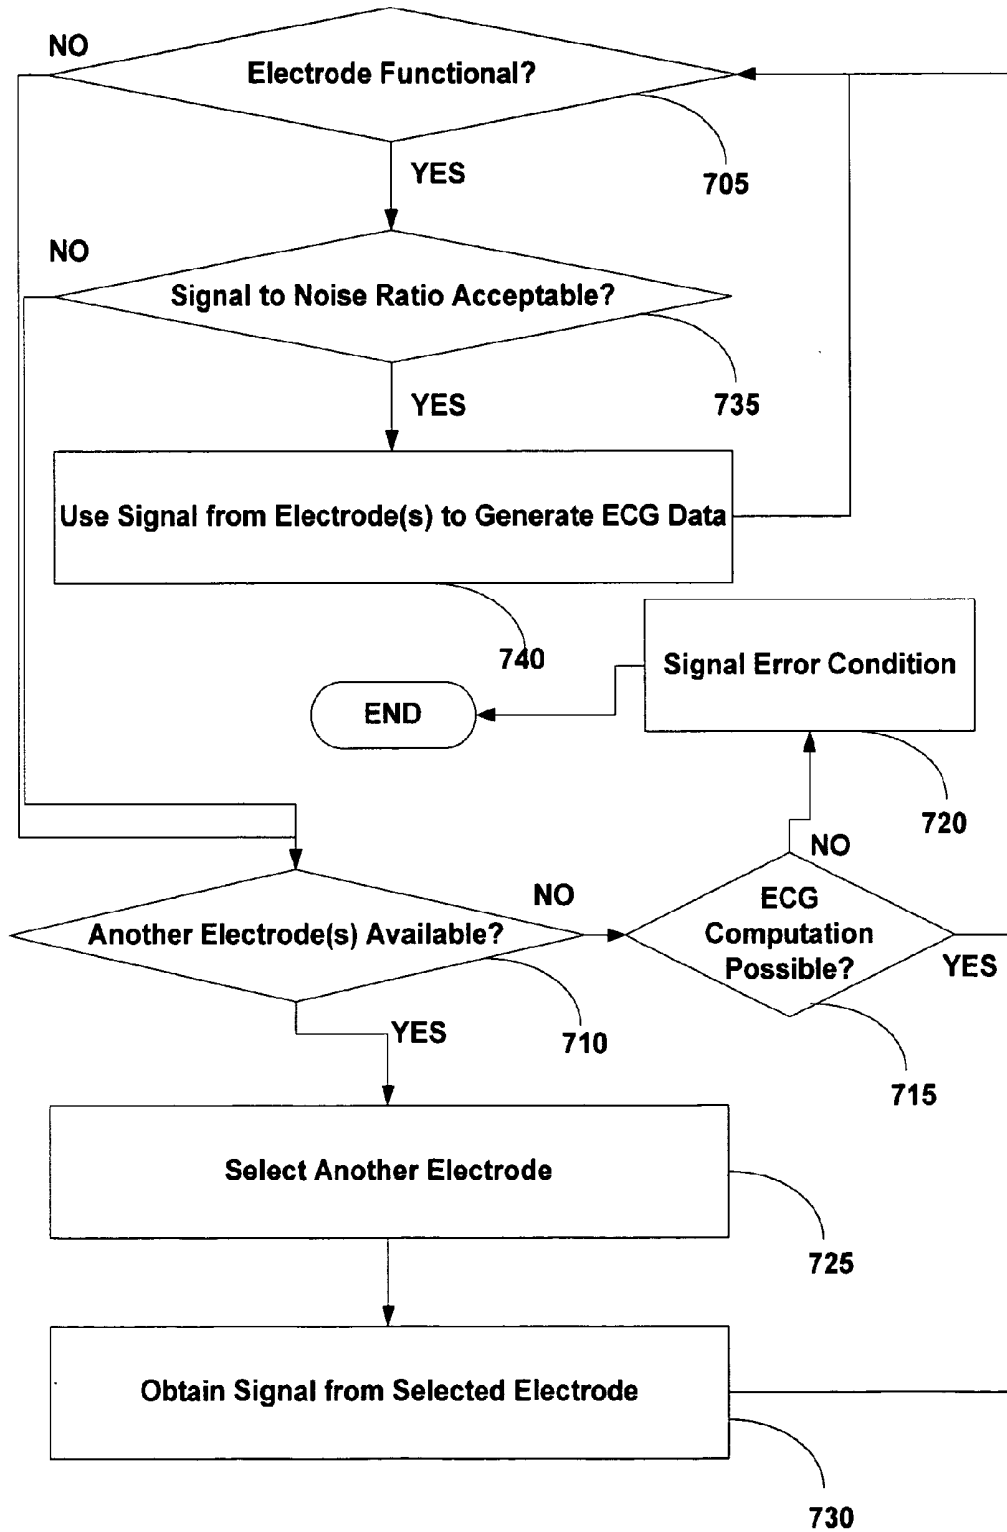 NO
Electrode Functional?
YES
705
NO
Signal to Noise Ratio Acceptable?
YES
735
Use Signal from Electrode(s) to Generate ECG Data
740
Signal Error Condition
END
720
NO
Another Electrode(s) Available?
NO
ECG
Computation
Possible?
YES
YES
710
715
Select Another Electrode
725
Obtain Signal from Selected Electrode
730